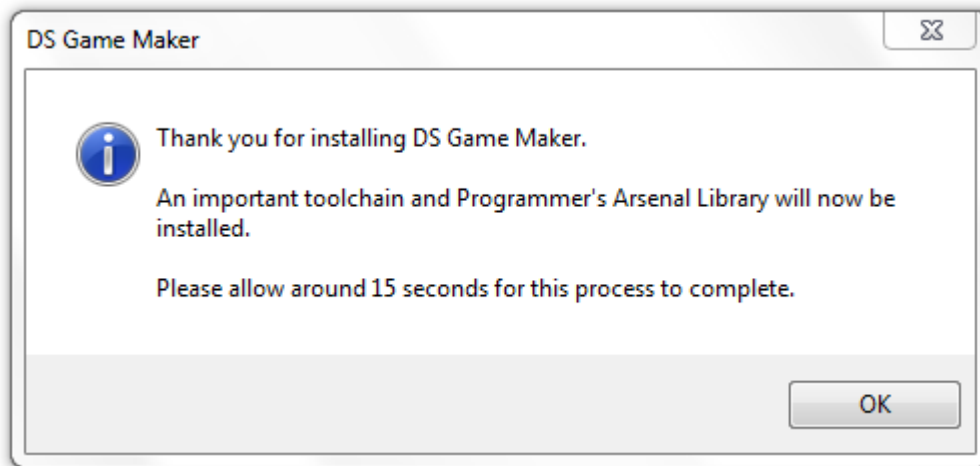 DS Game Maker
Thank you for installing DS Game Maker.
An important toolchain and Programmer's Arsenal Library will now be
installed.
Please allow around 15 seconds for this process to complete.
OK